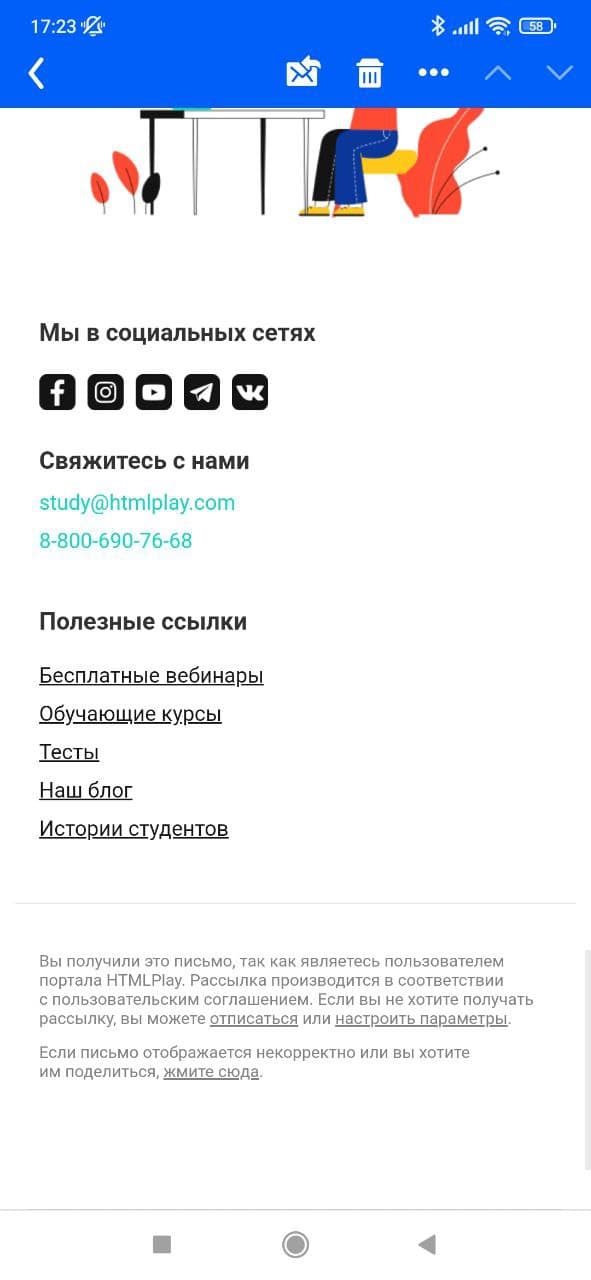 17:23
58
Мы в социальных сетях
Свяжитесь с нами
study@htmlplay.com
8-800-690-76-68
Полезные ссылки
Бесплатные вебинары
Обучающие курсы
Тесты
Наш блог
Истории студентов
Вы получили это письмо, так как являетесь пользователем
портала HTMLPlay. Рассылка производится в соответствии
с пользовательским соглашением. Если вы не хотите получать
рассылку, вы можете отписаться или настроить параметры.
Если письмо отображается некорректно или вы хотите
им поделиться, жмите сюда.